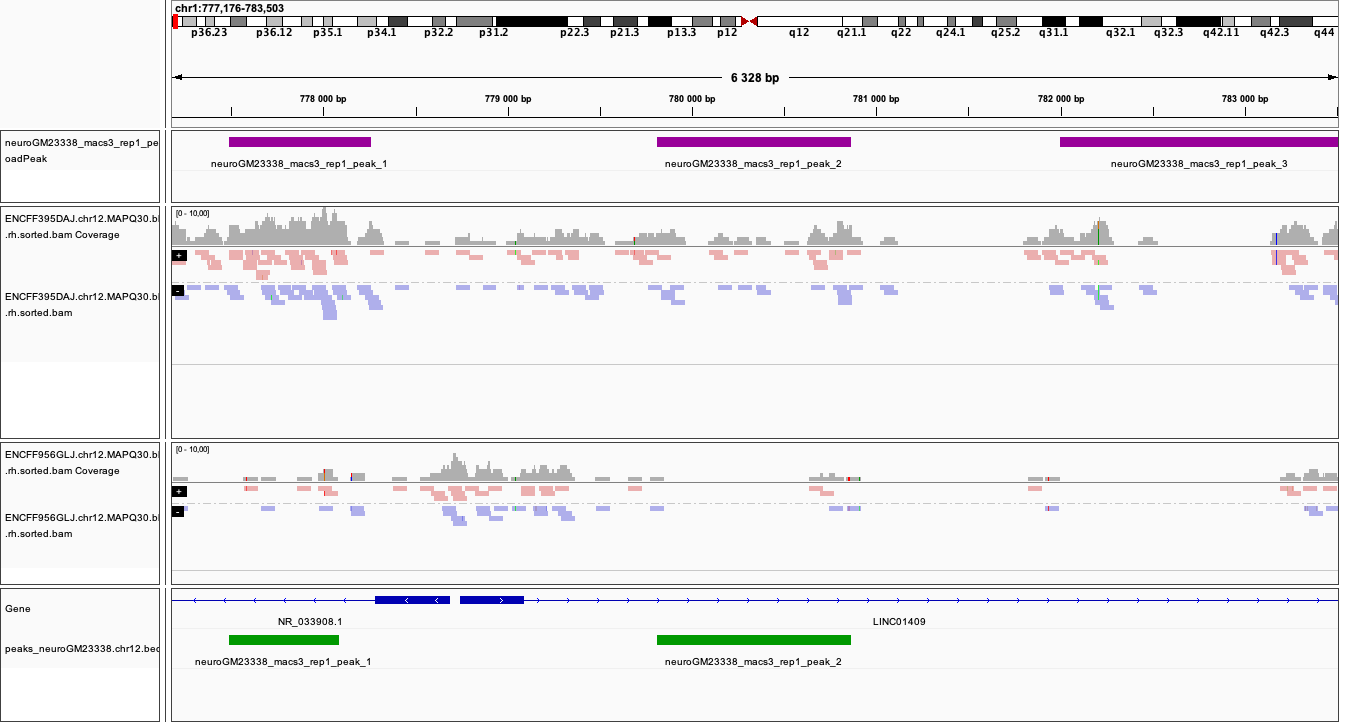 chr1:777,176-783,503
p36.23 p36.12 p35.1 p34.1 p32.2 p31.2 p22.3 p21.3 p13.3 p12 q12 q21.1 q22 q24.1 q25.2 q31.1 q32.1 q32.3 q42.11 q42.3 q44
6 328 bp
778 000 bp 779 000 bp 780 000 bp 781 000 bp 782 000 bp 783 000 bp
neuroGM23338_macs3_rep1_pe
oadPeak
neuroGM23338_macs3_rep1_peak_1 neuroGM23338_macs3_rep1_peak_2 neuroGM23338_macs3_rep1_peak_3
ENCFF395DAJ.chr12.MAPQ30.bl
.rh.sorted.bam Coverage
[0 - 10,00]
+
-
ENCFF395DAJ.chr12.MAPQ30.bl
.rh.sorted.bam
ENCFF956GLJ.chr12.MAPQ30.bl
.rh.sorted.bam Coverage
[0 - 10,00]
+
-
ENCFF956GLJ.chr12.MAPQ30.bl
.rh.sorted.bam
Gene
NR_033908.1 LINC01409
peaks_neuroGM23338.chr12.bed
neuroGM23338_macs3_rep1_peak_1 neuroGM23338_macs3_rep1_peak_2